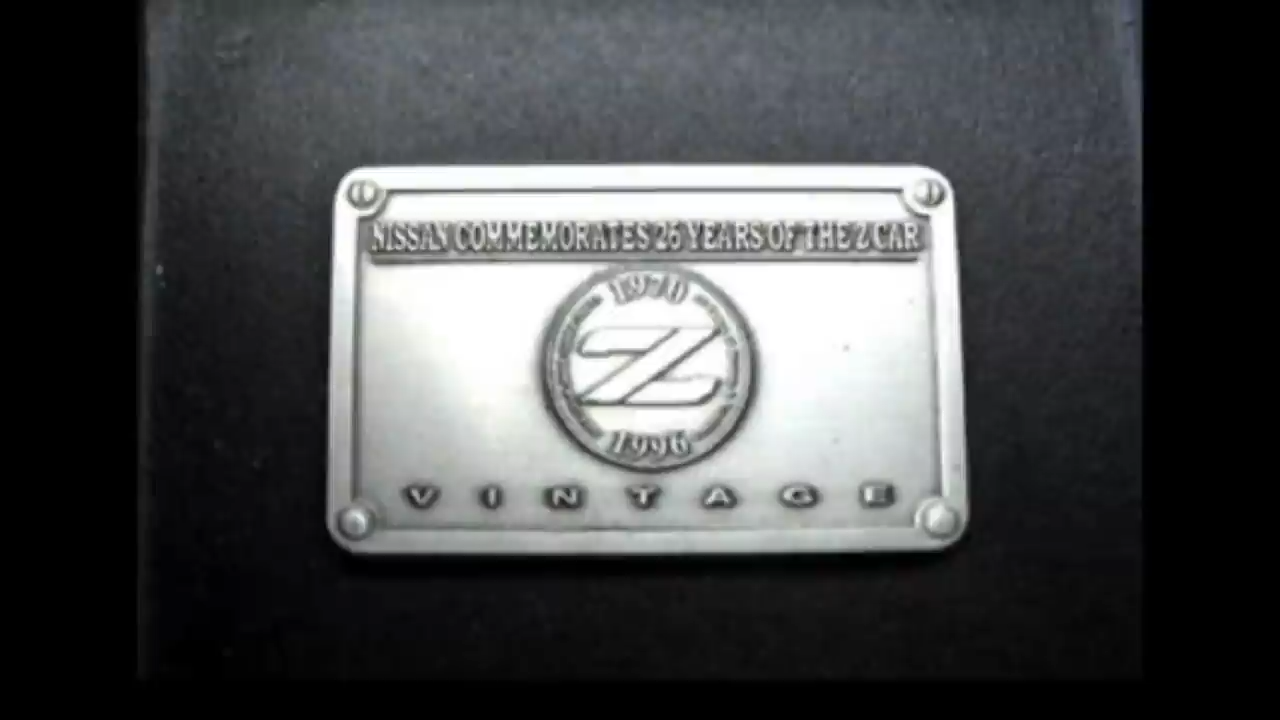 NISSAN COMMEMORATES 26 YEARS OF THE Z CAR
1970
Z
1996
VINTAGE